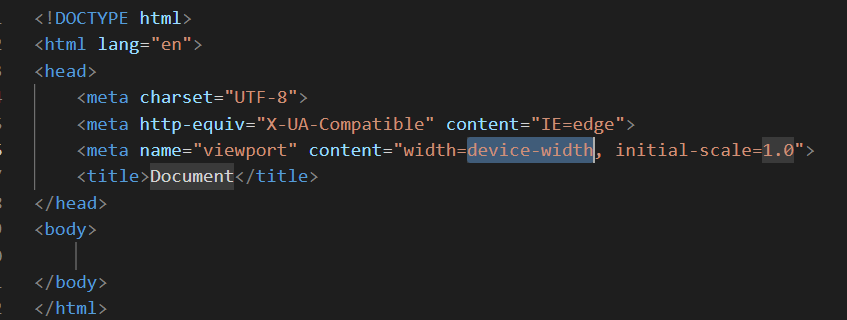 <!DOCTYPE html>
<html lang="en">
<head>
    <meta charset="UTF-8">
    <meta http-equiv="X-UA-Compatible" content="IE=edge">
    <meta name="viewport" content="width=device-width, initial-scale=1.0">
    <title>Document</title>
</head>
<body>
</body>
</html>